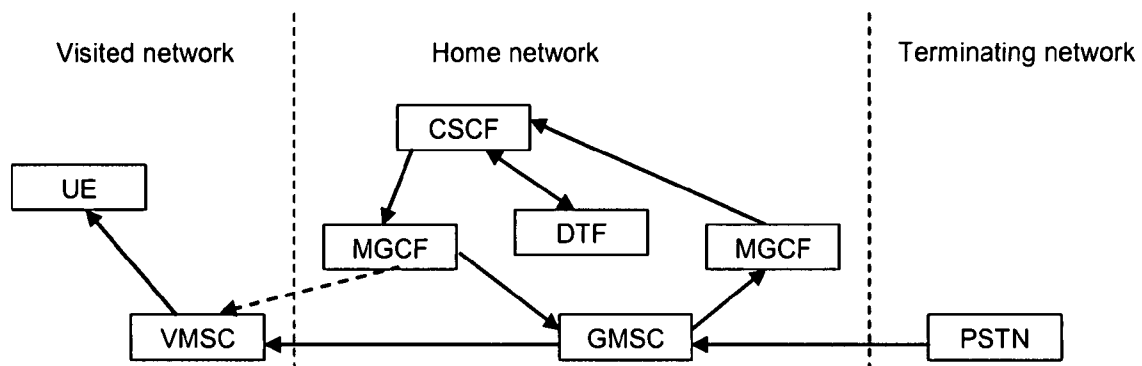 Visited network
Home network
Terminating network
CSCF
UE
DTF
MGCF
MGCF
VMSC
GMSC
PSTN